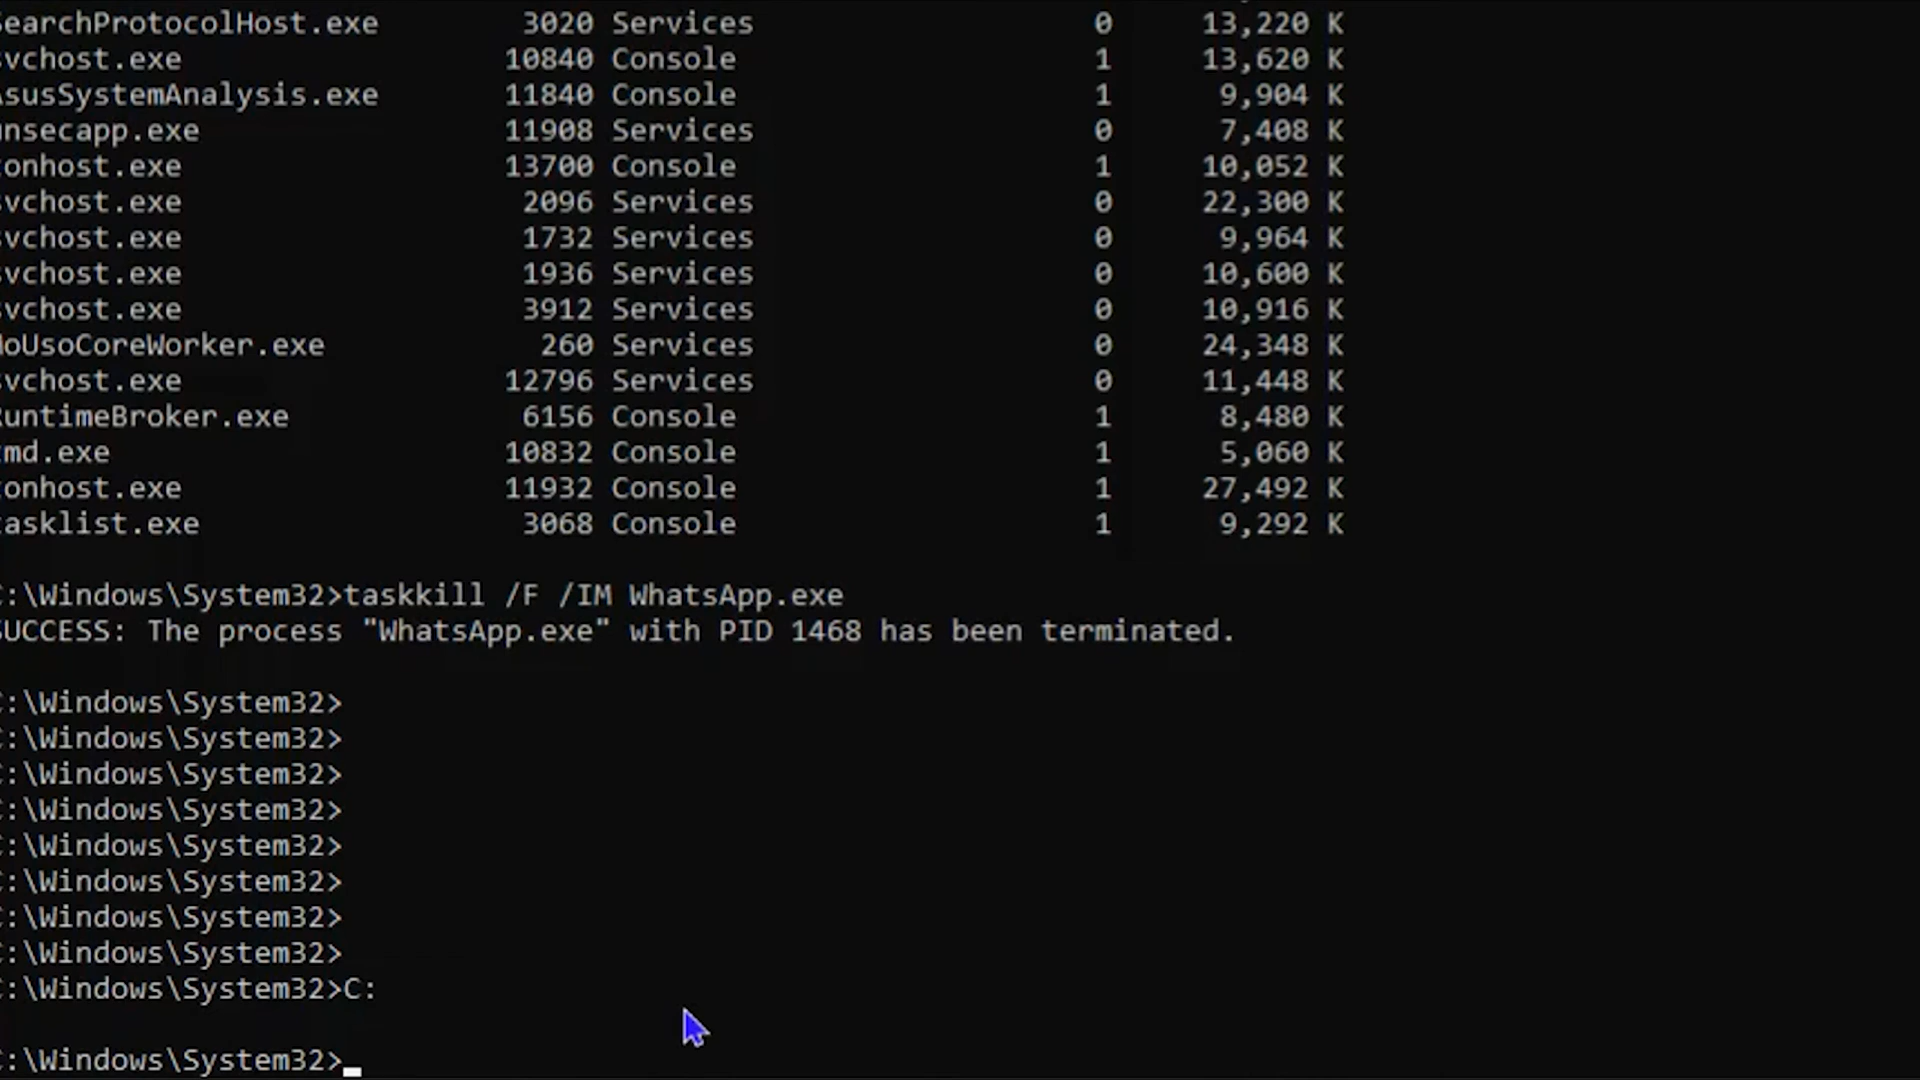 SearchProtocolHost.exe 3020 Services 0 13,220 K
svchost.exe 10840 Console 1 13,620 K
AsusSystemAnalysis.exe 11840 Console 1 9,904 K
unsecapp.exe 11908 Services 0 7,408 K
conhost.exe 13700 Console 1 10,052 K
svchost.exe 2096 Services 0 22,300 K
svchost.exe 1732 Services 0 9,964 K
svchost.exe 1936 Services 0 10,600 K
svchost.exe 3912 Services 0 10,916 K
MoUsoCoreWorker.exe 260 Services 0 24,348 K
svchost.exe 12796 Services 0 11,448 K
RuntimeBroker.exe 6156 Console 1 8,480 K
cmd.exe 10832 Console 1 5,060 K
conhost.exe 11932 Console 1 27,492 K
tasklist.exe 3068 Console 1 9,292 K
C:\Windows\System32>taskkill /F /IM WhatsApp.exe
SUCCESS: The process "WhatsApp.exe" with PID 1468 has been terminated.
C:\Windows\System32>
C:\Windows\System32>
C:\Windows\System32>
C:\Windows\System32>
C:\Windows\System32>
C:\Windows\System32>
C:\Windows\System32>
C:\Windows\System32>
C:\Windows\System32>C:
C:\Windows\System32>